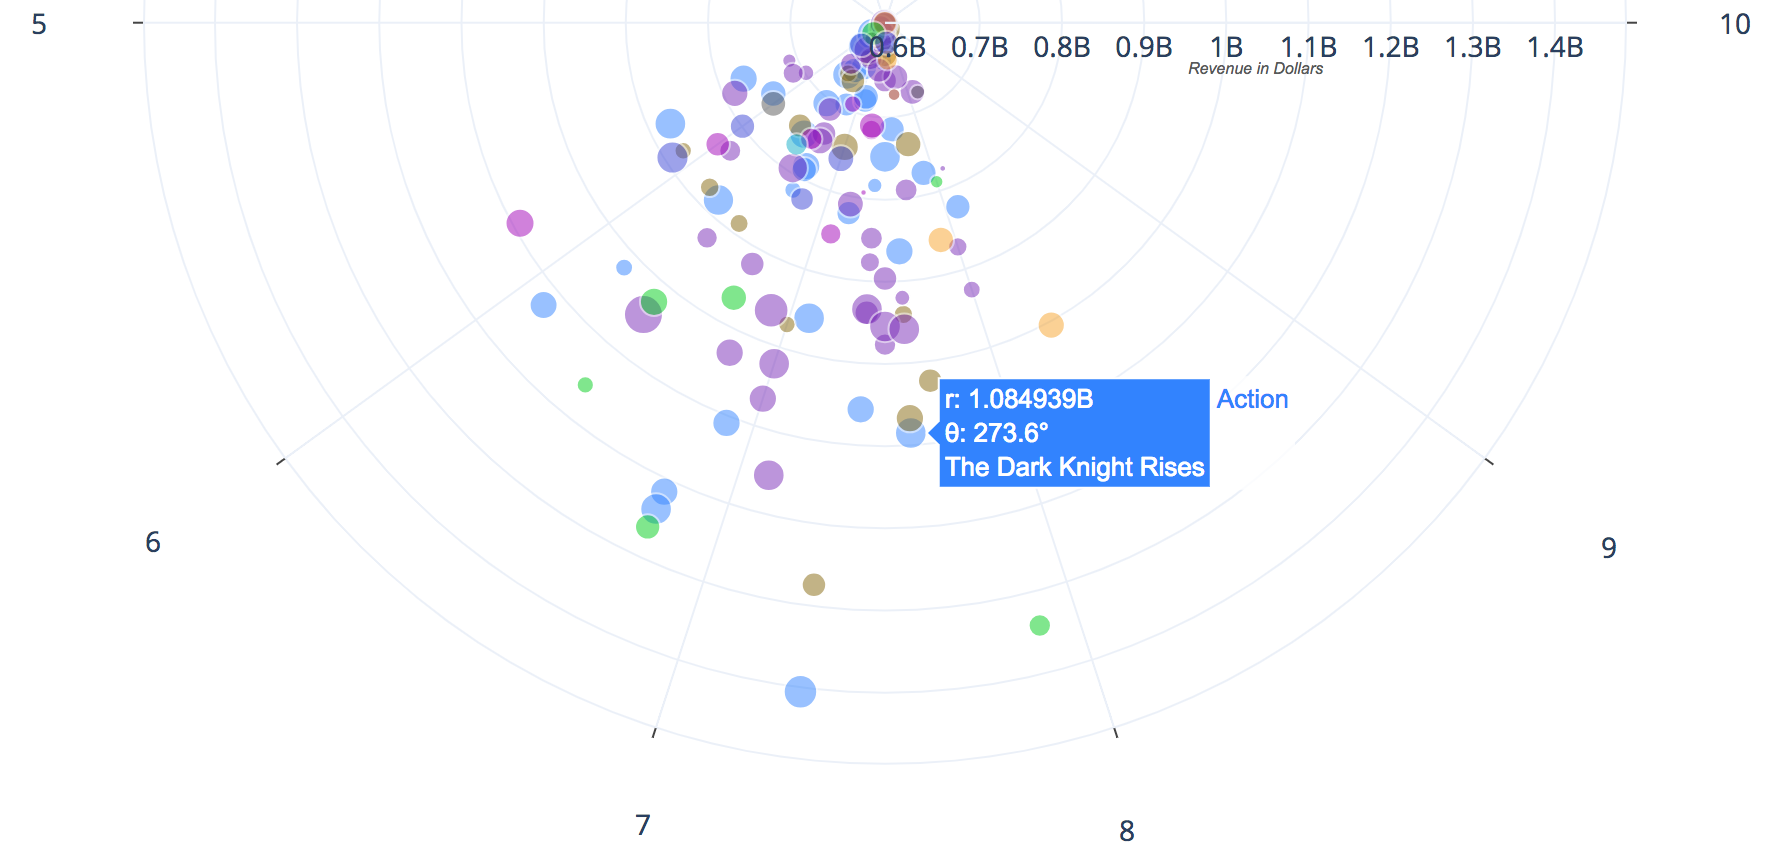 5
0.6B 0.7B 0.8B 0.9B 1B 1.1B 1.2B 1.3B 1.4B
10
Revenue in Dollars
r: 1.084939B
Action
θ: 273.6°
The Dark Knight Rises
6
9
7
8